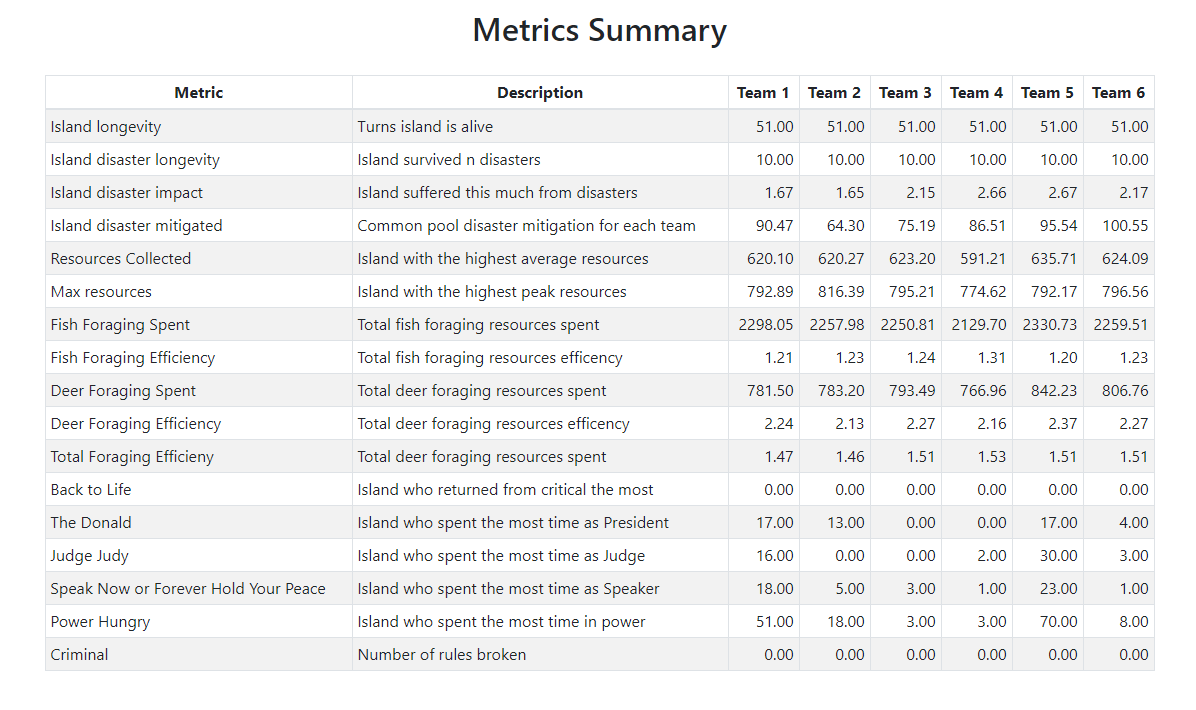 Metrics Summary
Metric Description Team 1 Team 2 Team 3 Team 4 Team 5 Team 6
Island longevity Turns island is alive 51.00 51.00 51.00 51.00 51.00 51.00
Island disaster longevity Island survived n disasters 10.00 10.00 10.00 10.00 10.00 10.00
Island disaster impact Island suffered this much from disasters 1.67 1.65 2.15 2.66 2.67 2.17
Island disaster mitigated Common pool disaster mitigation for each team 90.47 64.30 75.19 86.51 95.54 100.55
Resources Collected Island with the highest average resources 620.10 620.27 623.20 591.21 635.71 624.09
Max resources Island with the highest peak resources 792.89 816.39 795.21 774.62 792.17 796.56
Fish Foraging Spent Total fish foraging resources spent 2298.05 2257.98 2250.81 2129.70 2330.73 2259.51
Fish Foraging Efficiency Total fish foraging resources efficency 1.21 1.23 1.24 1.31 1.20 1.23
Deer Foraging Spent Total deer foraging resources spent 781.50 783.20 793.49 766.96 842.23 806.76
Deer Foraging Efficiency Total deer foraging resources efficency 2.24 2.13 2.27 2.16 2.37 2.27
Total Foraging Efficieny Total deer foraging resources spent 1.47 1.46 1.51 1.53 1.51 1.51
Back to Life Island who returned from critical the most 0.00 0.00 0.00 0.00 0.00 0.00
The Donald Island who spent the most time as President 17.00 13.00 0.00 0.00 17.00 4.00
Judge Judy Island who spent the most time as Judge 16.00 0.00 0.00 2.00 30.00 3.00
Speak Now or Forever Hold Your Peace Island who spent the most time as Speaker 18.00 5.00 3.00 1.00 23.00 1.00
Power Hungry Island who spent the most time in power 51.00 18.00 3.00 3.00 70.00 8.00
Criminal Number of rules broken 0.00 0.00 0.00 0.00 0.00 0.00